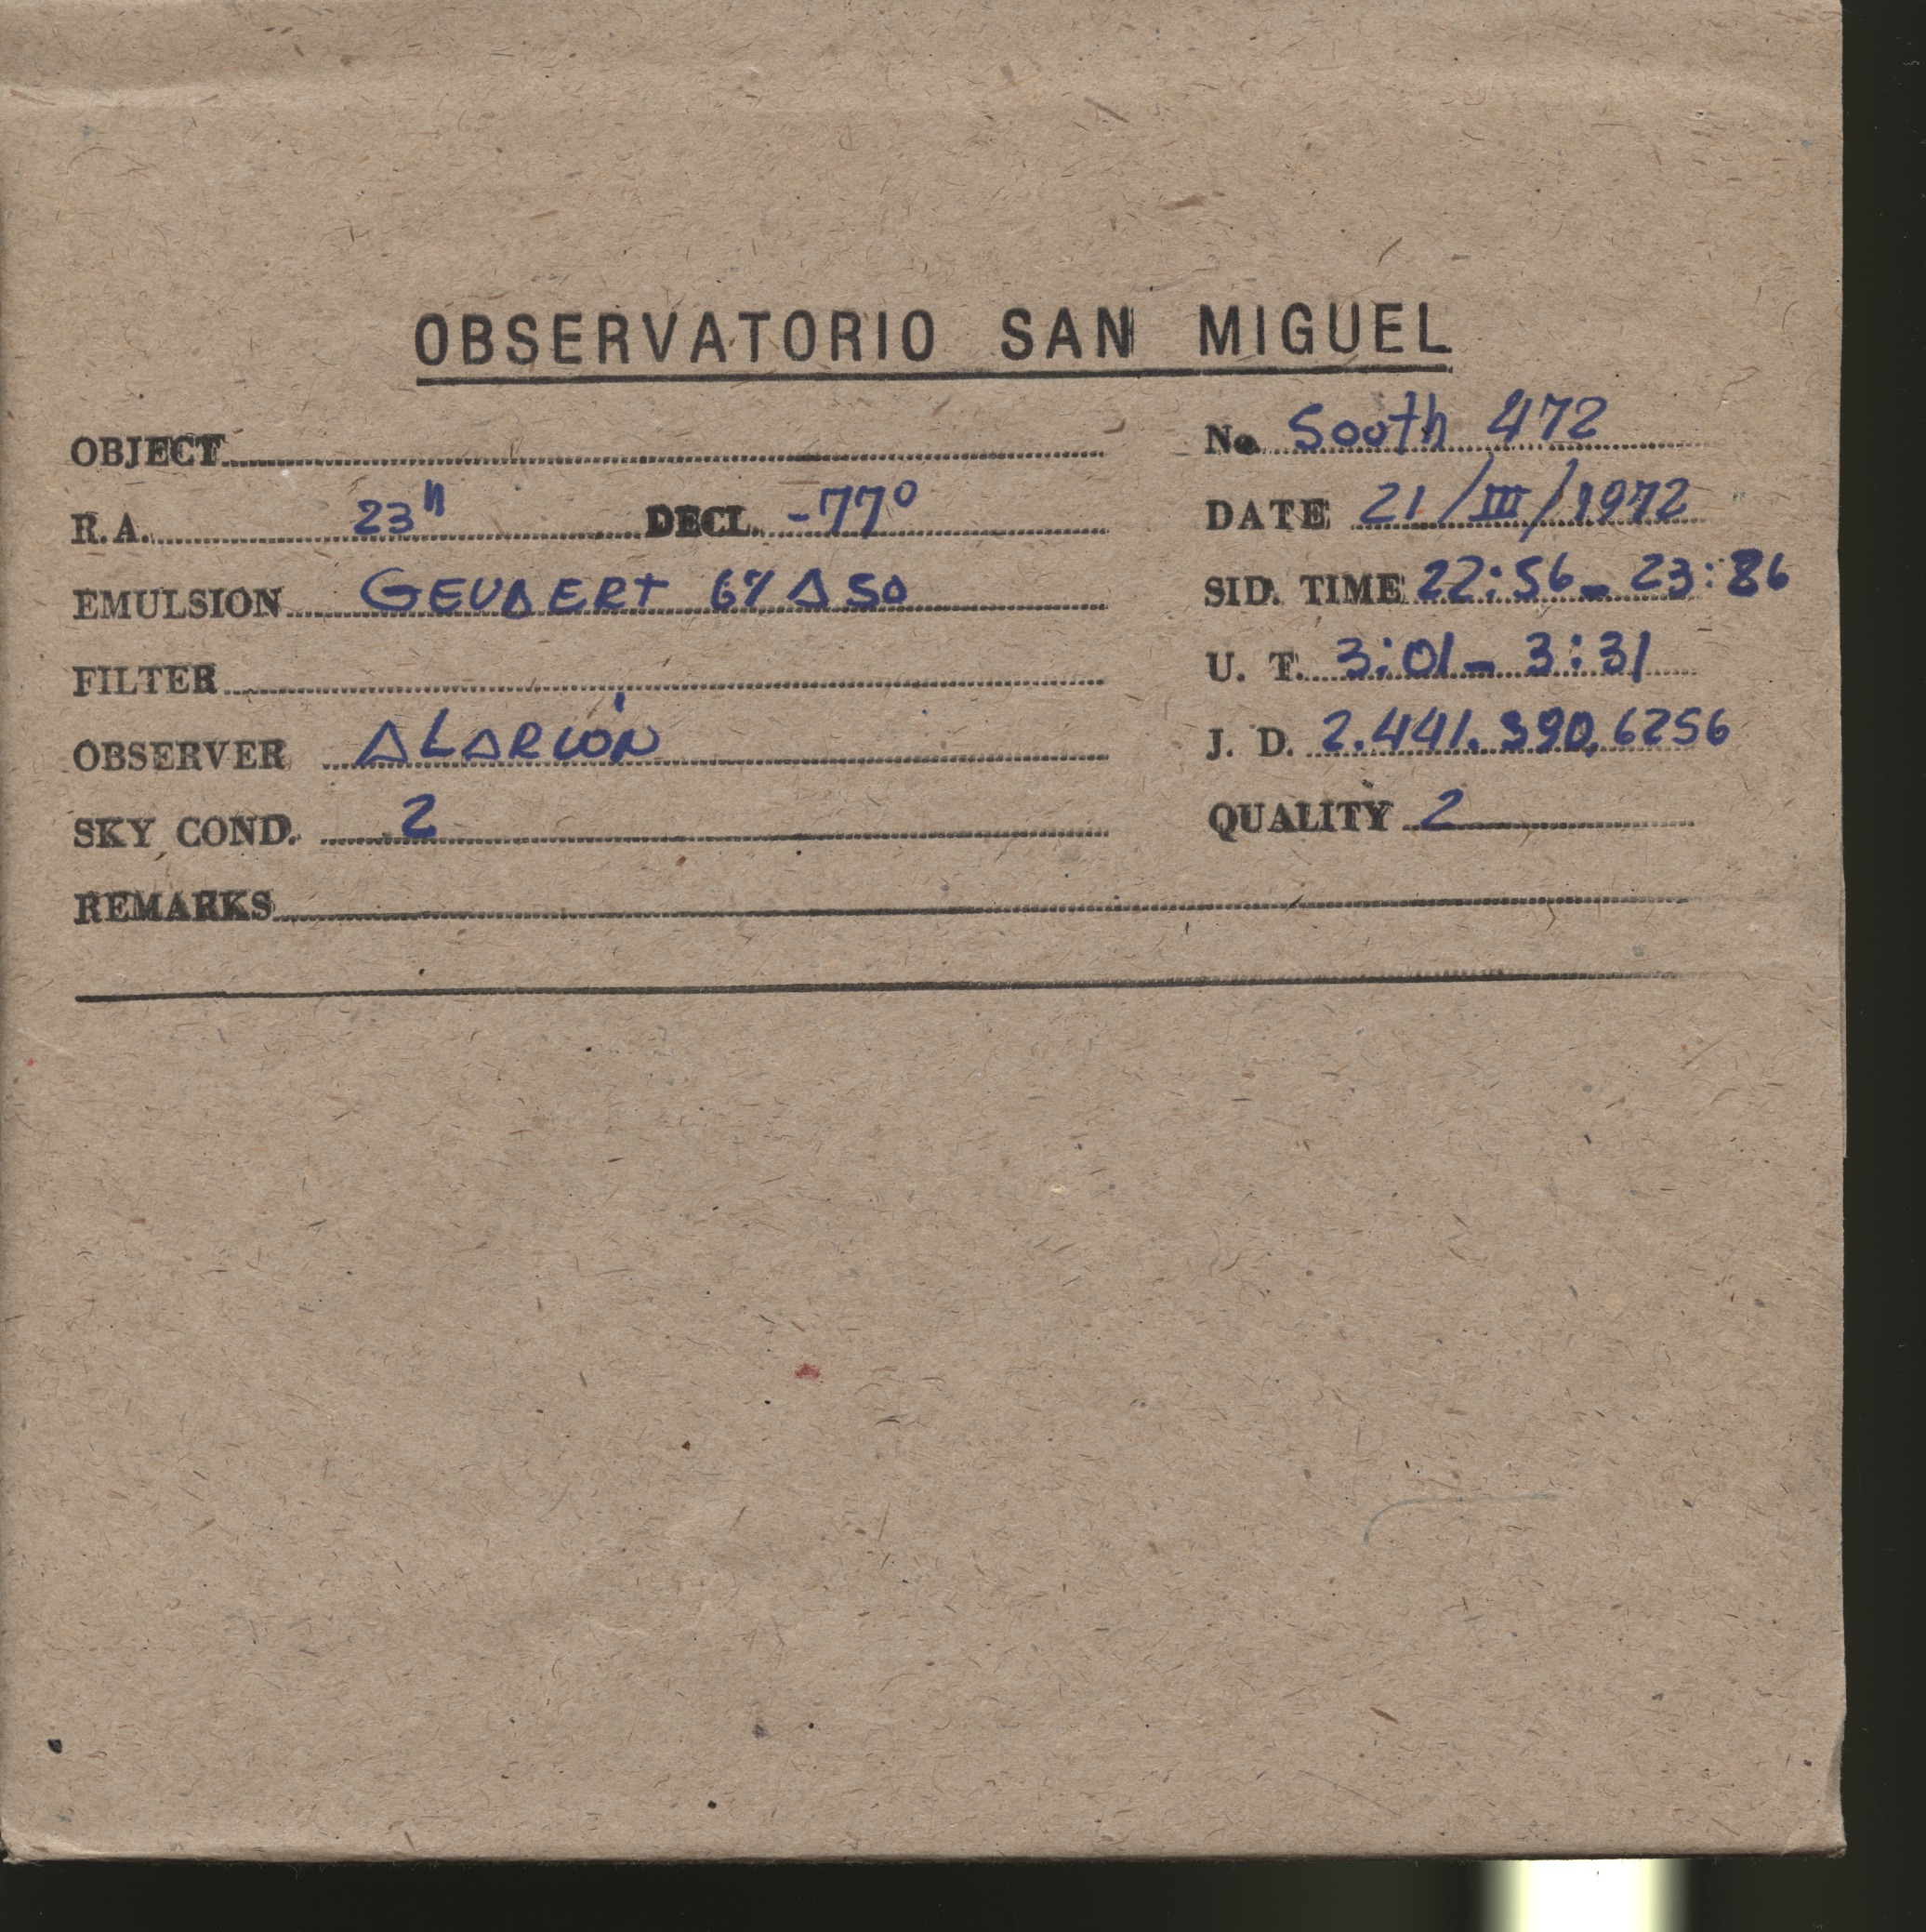 OBSERVATORIO SAN MIGUEL
OBJECT
No. South 472
R.A. 23h DECL. -77°
DATE 21/III/1972
EMULSION GEVAERT 67A50
SID. TIME 22:56 - 23:26
FILTER
U. T. 3:01 - 3:31
OBSERVER ALARCÓN
J. D. 2.441.390,6256
SKY COND. 2
QUALITY 2
REMARKS